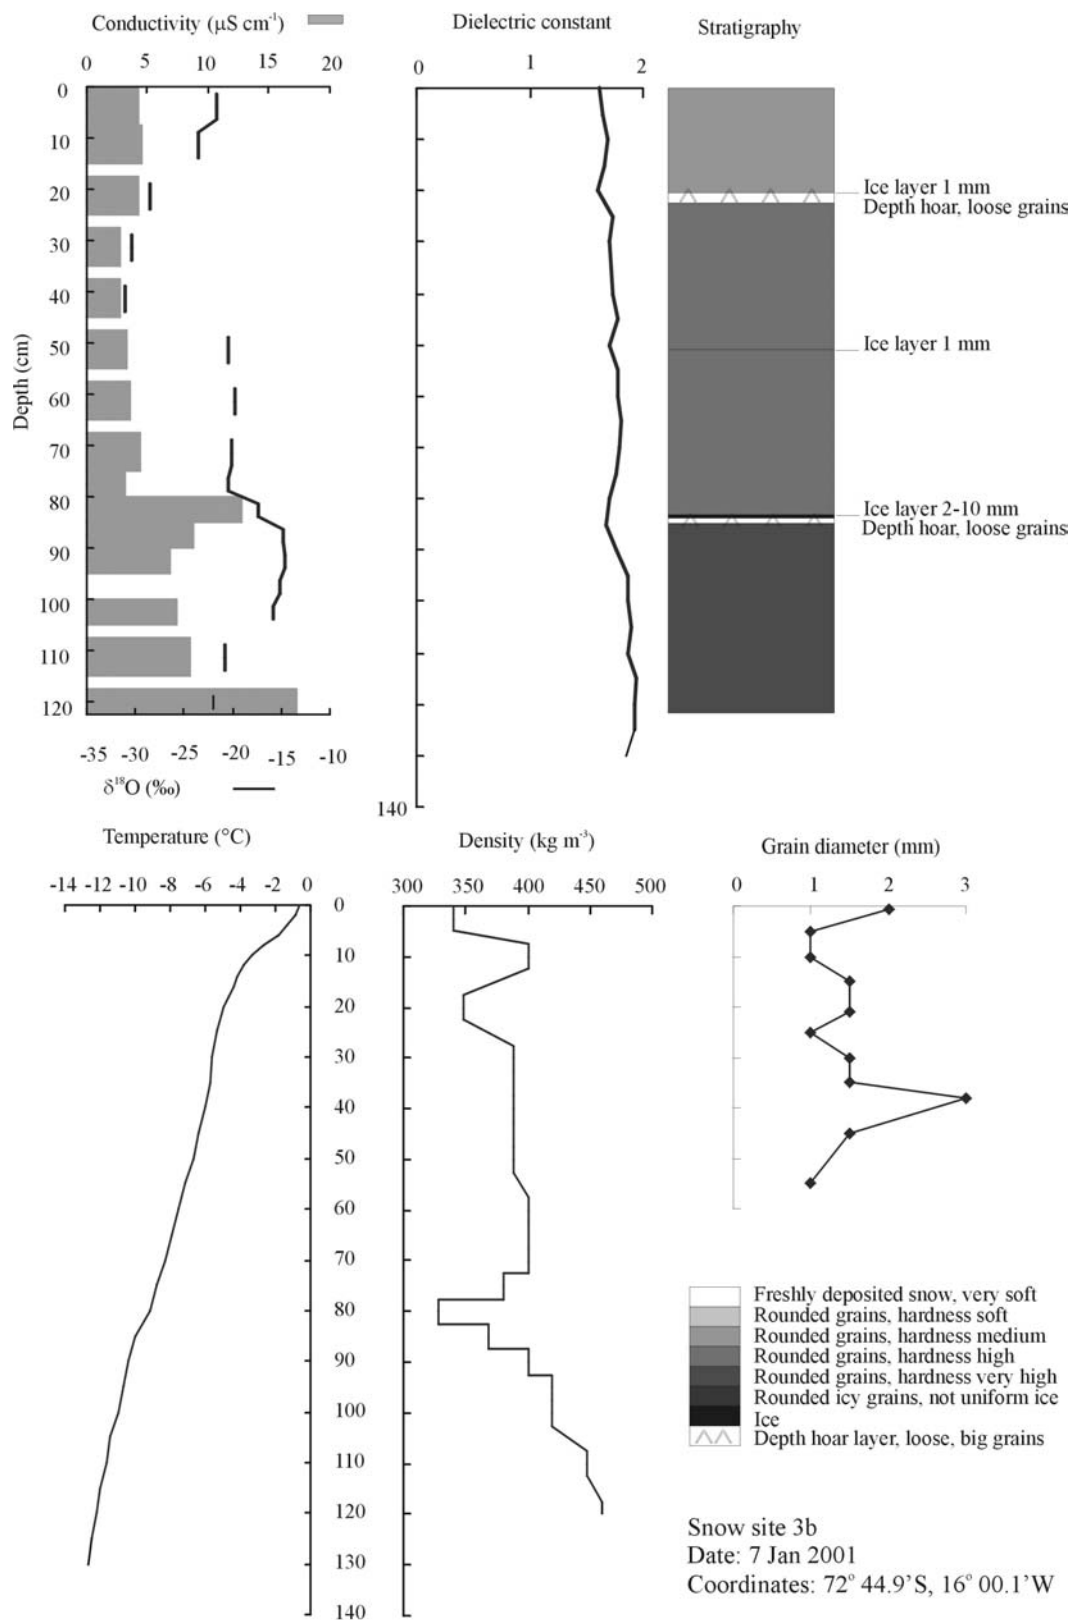 Conductivity (µS cm⁻¹)
0 5 10 15 20
0
10
20
30
40
50
60
70
80
90
100
110
120
Depth (cm)
-35 -30 -25 -20 -15 -10
δ¹⁸O (‰)
Dielectric constant
0 1 2
140
Stratigraphy
Ice layer 1 mm
Depth hoar, loose grains
Ice layer 1 mm
Ice layer 2-10 mm
Depth hoar, loose grains
Temperature (°C)
-14 -12 -10 -8 -6 -4 -2 0
0
10
20
30
40
50
60
70
80
90
100
110
120
130
140
Density (kg m⁻³)
300 350 400 450 500
Grain diameter (mm)
0 1 2 3
Freshly deposited snow, very soft
Rounded grains, hardness soft
Rounded grains, hardness medium
Rounded grains, hardness high
Rounded grains, hardness very high
Rounded icy grains, not uniform ice
Ice
Depth hoar layer, loose, big grains
Snow site 3b
Date: 7 Jan 2001
Coordinates: 72° 44.9’S, 16° 00.1’W